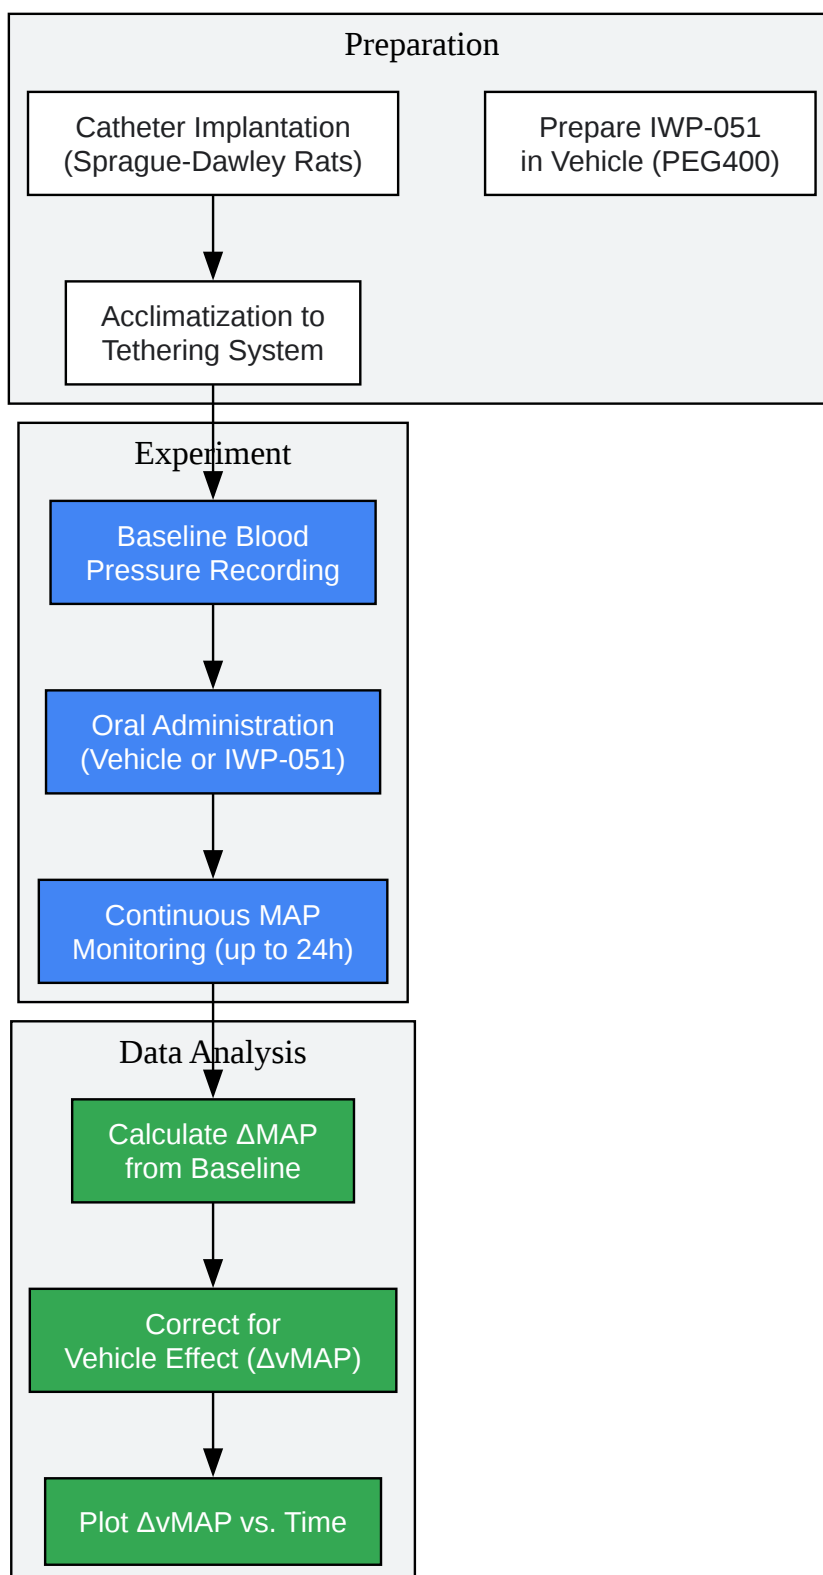 Preparation
Catheter Implantation
(Sprague-Dawley Rats)
Prepare IWP-051
in Vehicle (PEG400)
Acclimatization to
Tethering System
Experiment
Baseline Blood
Pressure Recording
Oral Administration
(Vehicle or IWP-051)
Continuous MAP
Monitoring (up to 24h)
Data Analysis
Calculate ΔMAP
from Baseline
Correct for
Vehicle Effect (ΔvMAP)
Plot ΔvMAP vs. Time